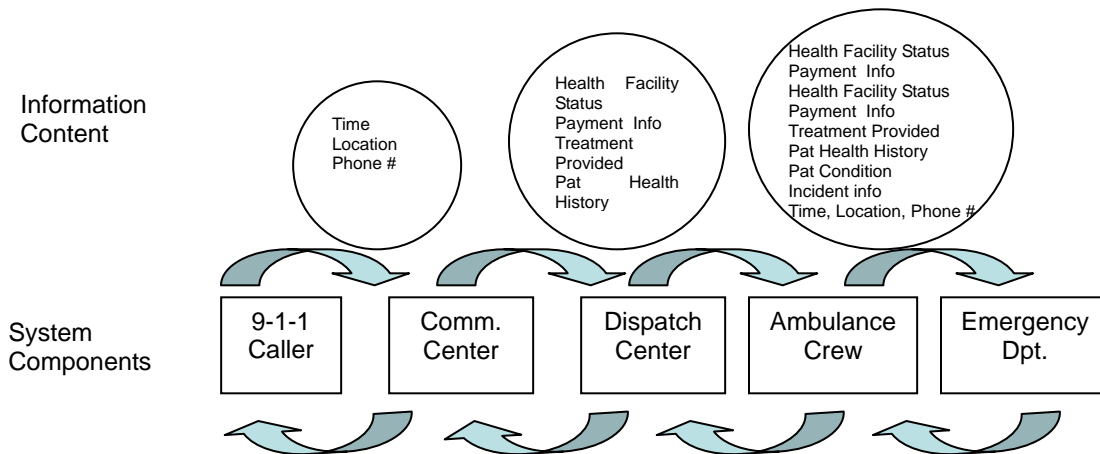 Information
Content
Time
Location
Phone #
Health Facility
Status
Payment Info
Treatment
Provided
Pat Health
History
Health Facility Status
Payment Info
Health Facility Status
Payment Info
Treatment Provided
Pat Health History
Pat Condition
Incident info
Time, Location, Phone #
System
Components
9-1-1
Caller
Comm.
Center
Dispatch
Center
Ambulance
Crew
Emergency
Dpt.